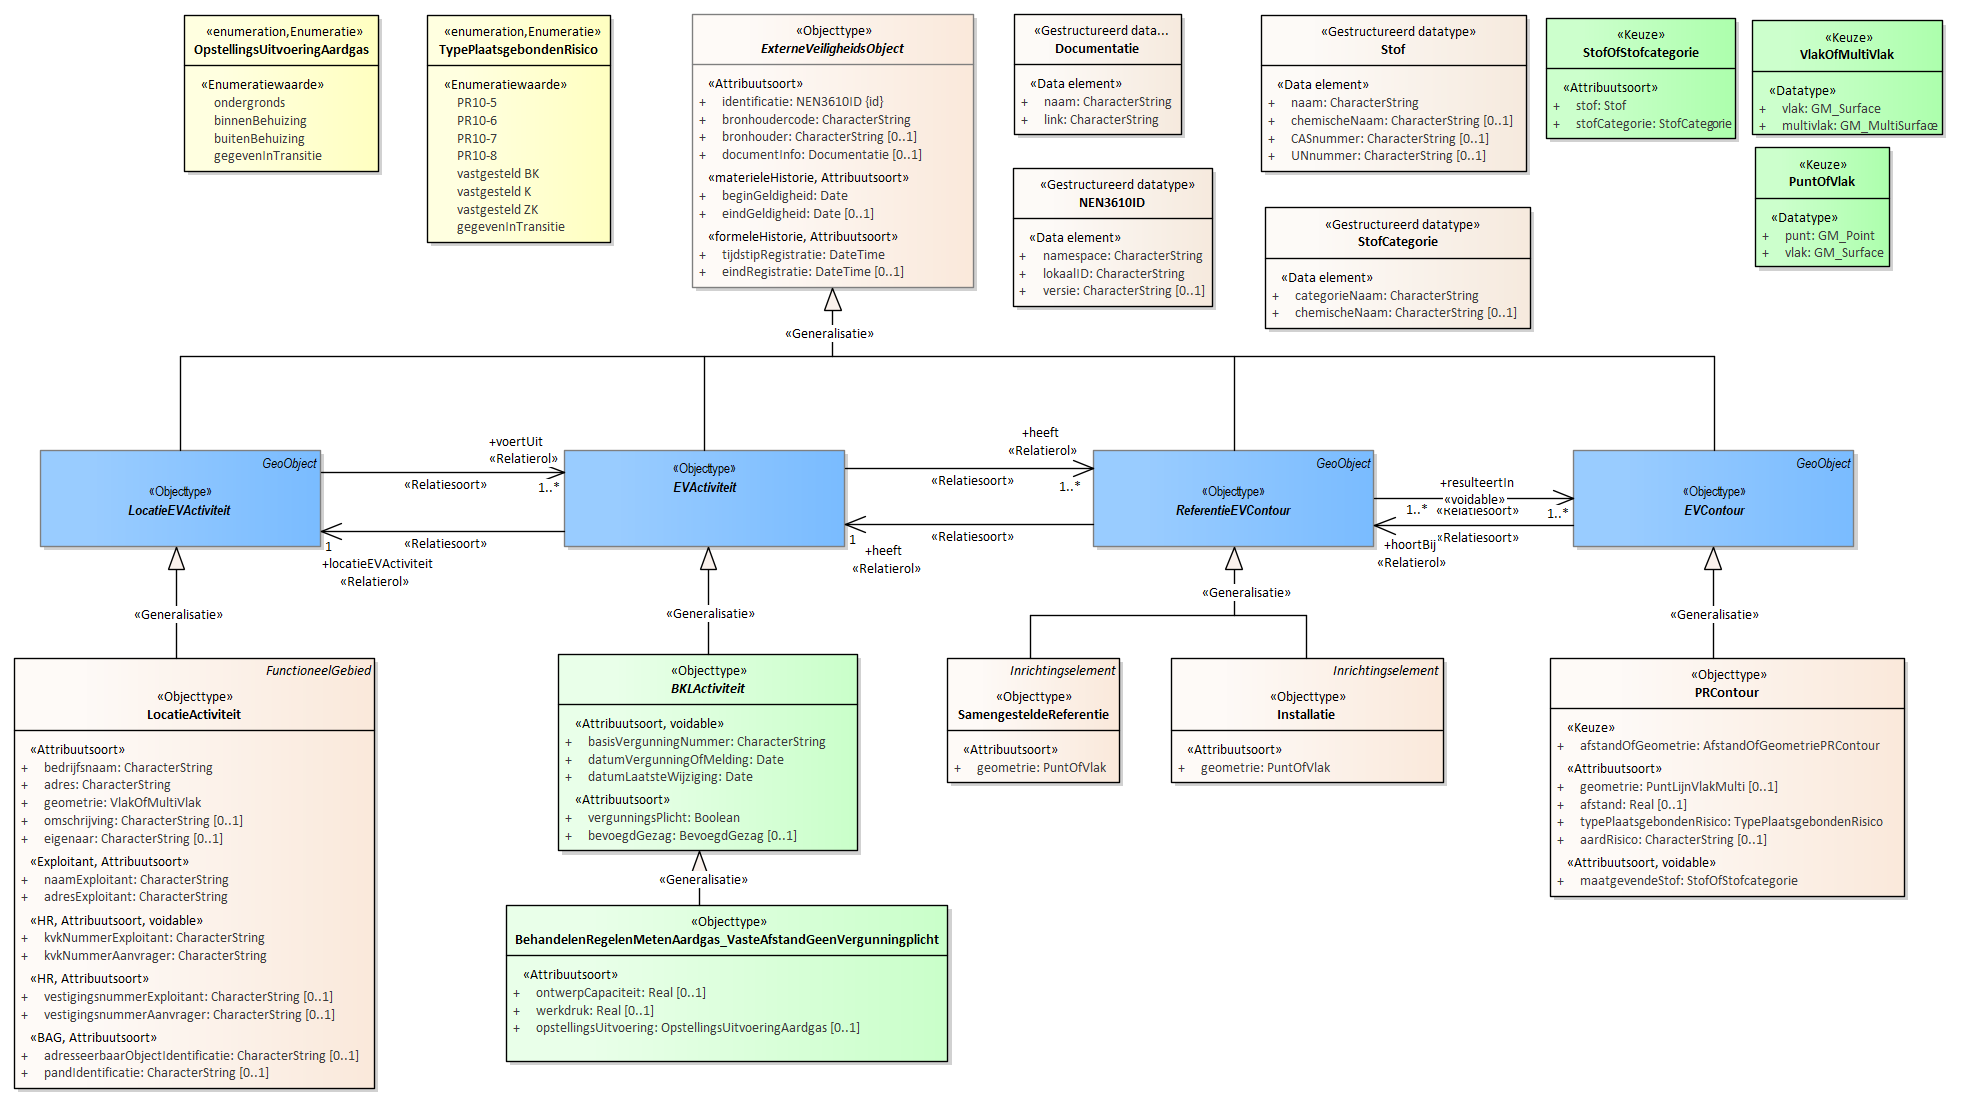 «enumeration,Enumeratie»
OpstellingsUitvoeringAardgas
«Enumeratiewaarde»
ondergronds
binnenBehuizing
buitenBehuizing
gegevenInTransitie
«enumeration,Enumeratie»
TypePlaatsgebondenRisico
«Enumeratiewaarde»
PR10-5
PR10-6
PR10-7
PR10-8
vastgesteld BK
vastgesteld K
vastgesteld ZK
gegevenInTransitie
«Objecttype»
ExterneVeiligheidsObject
«Attribuutsoort»
+ identificatie: NEN3610ID {id}
+ bronhoudercode: CharacterString
+ bronhouder: CharacterString [0..1]
+ documentInfo: Documentatie [0..1]
«materieleHistorie, Attribuutsoort»
+ beginGeldigheid: Date
+ eindGeldigheid: Date [0..1]
«formeleHistorie, Attribuutsoort»
+ tijdstipRegistratie: DateTime
+ eindRegistratie: DateTime [0..1]
«Gestructureerd data...
Documentatie
«Data element»
+ naam: CharacterString
+ link: CharacterString
«Gestructureerd datatype»
NEN3610ID
«Data element»
+ namespace: CharacterString
+ lokaalID: CharacterString
+ versie: CharacterString [0..1]
«Gestructureerd datatype»
Stof
«Data element»
+ naam: CharacterString
+ chemischeNaam: CharacterString [0..1]
+ CASnummer: CharacterString [0..1]
+ UNnummer: CharacterString [0..1]
«Gestructureerd datatype»
StofCategorie
«Data element»
+ categorieNaam: CharacterString
+ chemischeNaam: CharacterString [0..1]
«Keuze»
StofOfStofcategorie
«Attribuutsoort»
+ stof: Stof
+ stofCategorie: StofCategorie
«Keuze»
VlakOfMultiVlak
«Datatype»
+ vlak: GM_Surface
+ multivlak: GM_MultiSurface
«Keuze»
PuntOfVlak
«Datatype»
+ punt: GM_Point
+ vlak: GM_Surface
«Generalisatie»
GeoObject
«Objecttype»
LocatieEVActiviteit
+voertUit
«Relatierol»
«Relatiesoort»
1..*
«Relatiesoort»
1
+locatieEVActiviteit
«Relatierol»
«Objecttype»
EVActiviteit
+heeft
«Relatierol»
«Relatiesoort»
1..*
«Relatiesoort»
1
+heeft
«Relatierol»
GeoObject
«Objecttype»
ReferentieEVContour
+resulteertIn
«voidable»
«Relatiesoort»
1..*
1..*
«Relatiesoort»
+hoortBij
«Relatierol»
GeoObject
«Objecttype»
EVContour
«Generalisatie»
«Generalisatie»
«Generalisatie»
«Generalisatie»
FunctioneelGebied
«Objecttype»
LocatieActiviteit
«Attribuutsoort»
+ bedrijfsnaam: CharacterString
+ adres: CharacterString
+ geometrie: VlakOfMultiVlak
+ omschrijving: CharacterString [0..1]
+ eigenaar: CharacterString [0..1]
«Exploitant, Attribuutsoort»
+ naamExploitant: CharacterString
+ adresExploitant: CharacterString
«HR, Attribuutsoort, voidable»
+ kvkNummerExploitant: CharacterString
+ kvkNummerAanvrager: CharacterString
«HR, Attribuutsoort»
+ vestigingsnummerExploitant: CharacterString [0..1]
+ vestigingsnummerAanvrager: CharacterString [0..1]
«BAG, Attribuutsoort»
+ adresseerbaarObjectIdentificatie: CharacterString [0..1]
+ pandIdentificatie: CharacterString [0..1]
«Objecttype»
BKLActiviteit
«Attribuutsoort, voidable»
+ basisVergunningNummer: CharacterString
+ datumVergunningOfMelding: Date
+ datumLaatsteWijziging: Date
«Attribuutsoort»
+ vergunningsPlicht: Boolean
+ bevoegdGezag: BevoegdGezag [0..1]
«Generalisatie»
«Objecttype»
BehandelenRegelenMetenAardgas_VasteAfstandGeenVergunningplicht
«Attribuutsoort»
+ ontwerpCapaciteit: Real [0..1]
+ werkdruk: Real [0..1]
+ opstellingsUitvoering: OpstellingsUitvoeringAardgas [0..1]
Inrichtingselement
«Objecttype»
SamengesteldeReferentie
«Attribuutsoort»
+ geometrie: PuntOfVlak
Inrichtingselement
«Objecttype»
Installatie
«Attribuutsoort»
+ geometrie: PuntOfVlak
«Objecttype»
PRContour
«Keuze»
+ afstandOfGeometrie: AfstandOfGeometriePRContour
«Attribuutsoort»
+ geometrie: PuntLijnVlakMulti [0..1]
+ afstand: Real [0..1]
+ typePlaatsgebondenRisico: TypePlaatsgebondenRisico
+ aardRisico: CharacterString [0..1]
«Attribuutsoort, voidable»
+ maatgevendeStof: StofOfStofcategorie